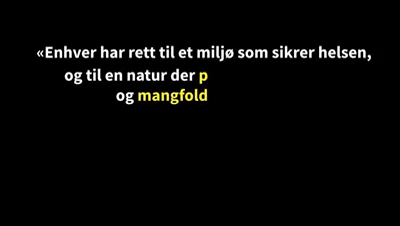 «Enhver har rett til et miljø som sikrer helsen,
og til en natur der p
og mangfold